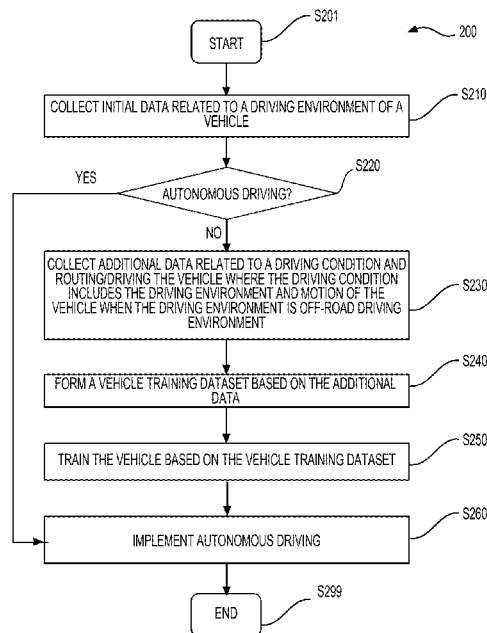 S201
START
200
S210
COLLECT INITIAL DATA RELATED TO A DRIVING ENVIRONMENT OF A
VEHICLE
YES
S220
AUTONOMOUS DRIVING?
NO
COLLECT ADDITIONAL DATA RELATED TO A DRIVING CONDITION AND
ROUTING/DRIVING THE VEHICLE WHERE THE DRIVING CONDITION
INCLUDES THE DRIVING ENVIRONMENT AND MOTION OF THE
VEHICLE WHEN THE DRIVING ENVIRONMENT IS OFF-ROAD DRIVING
ENVIRONMENT
S230
S240
FORM A VEHICLE TRAINING DATASET BASED ON THE ADDITIONAL
DATA
S250
TRAIN THE VEHICLE BASED ON THE VEHICLE TRAINING DATASET
S260
IMPLEMENT AUTONOMOUS DRIVING
S299
END